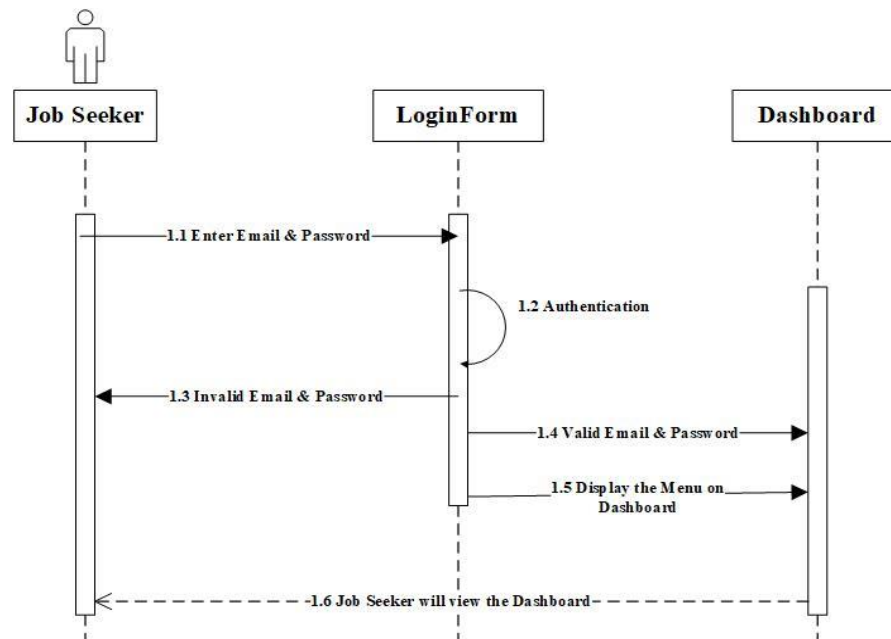 Job Seeker
LoginForm
Dashboard
1.1 Enter Email & Password
1.2 Authentication
1.3 Invalid Email & Password
1.4 Valid Email & Password
1.5 Display the Menu on
Dashboard
1.6 Job Seeker will view the Dashboard